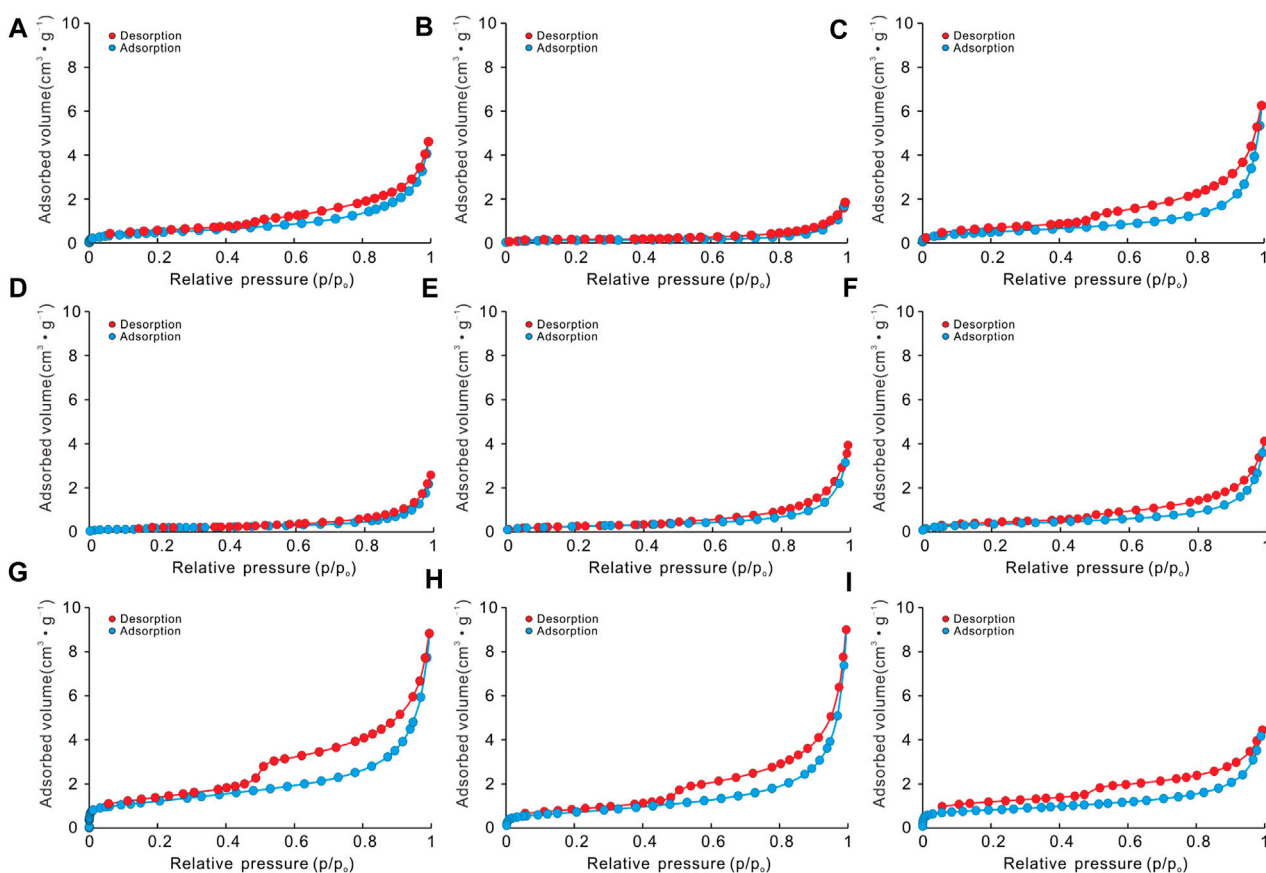 A
Adsorbed volume(cm³ • g⁻¹)
10
8
6
4
2
0
Desorption
Adsorption
0 0.2 0.4 0.6 0.8 1
Relative pressure (p/p₀)
B
Adsorbed volume(cm³ • g⁻¹)
10
8
6
4
2
0
Desorption
Adsorption
0 0.2 0.4 0.6 0.8 1
Relative pressure (p/p₀)
C
Adsorbed volume(cm³ • g⁻¹)
10
8
6
4
2
0
Desorption
Adsorption
0 0.2 0.4 0.6 0.8 1
Relative pressure (p/p₀)
D
Adsorbed volume(cm³ • g⁻¹)
10
8
6
4
2
0
Desorption
Adsorption
0 0.2 0.4 0.6 0.8 1
Relative pressure (p/p₀)
E
Adsorbed volume(cm³ • g⁻¹)
10
8
6
4
2
0
Desorption
Adsorption
0 0.2 0.4 0.6 0.8 1
Relative pressure (p/p₀)
F
Adsorbed volume(cm³ • g⁻¹)
10
8
6
4
2
0
Desorption
Adsorption
0 0.2 0.4 0.6 0.8 1
Relative pressure (p/p₀)
G
Adsorbed volume(cm³ • g⁻¹)
10
8
6
4
2
0
Desorption
Adsorption
0 0.2 0.4 0.6 0.8 1
Relative pressure (p/p₀)
H
Adsorbed volume(cm³ • g⁻¹)
10
8
6
4
2
0
Desorption
Adsorption
0 0.2 0.4 0.6 0.8 1
Relative pressure (p/p₀)
I
Adsorbed volume(cm³ • g⁻¹)
10
8
6
4
2
0
Desorption
Adsorption
0 0.2 0.4 0.6 0.8 1
Relative pressure (p/p₀)